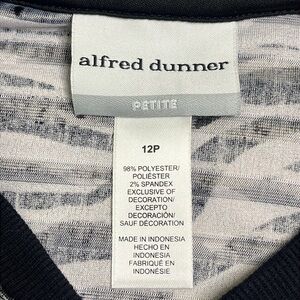 alfred dunner
PETITE
12P
98% POLYESTER/
POLIÉSTER
2% SPANDEX
EXCLUSIVE OF
DECORATION/
EXCEPTO
DECORACIÓN/
SAUF DÉCORATION
MADE IN INDONESIA
HECHO EN
INDONESIA
FABRIQUÉ EN
INDONÉSIE